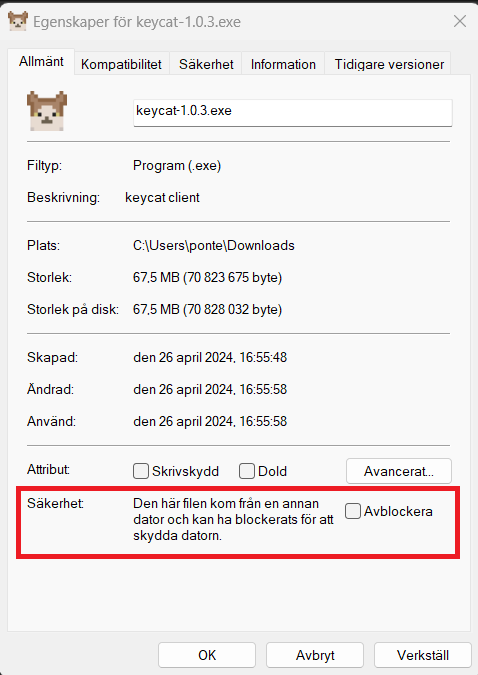 Egenskaper för keycat-1.0.3.exe
Allmänt Kompatibilitet Säkerhet Information Tidigare versioner
keycat-1.0.3.exe
Filtyp: Program (.exe)
Beskrivning: keycat client
Plats: C:\Users\ponte\Downloads
Storlek: 67,5 MB (70 823 675 byte)
Storlek på disk: 67,5 MB (70 828 032 byte)
Skapad: den 26 april 2024, 16:55:48
Ändrad: den 26 april 2024, 16:55:58
Använd: den 26 april 2024, 16:55:58
Attribut: Skrivskydd Dold Avancerat...
Säkerhet: Den här filen kom från en annan
dator och kan ha blockerats för att
skydda datorn.
Avblockera
OK Avbryt Verkställ